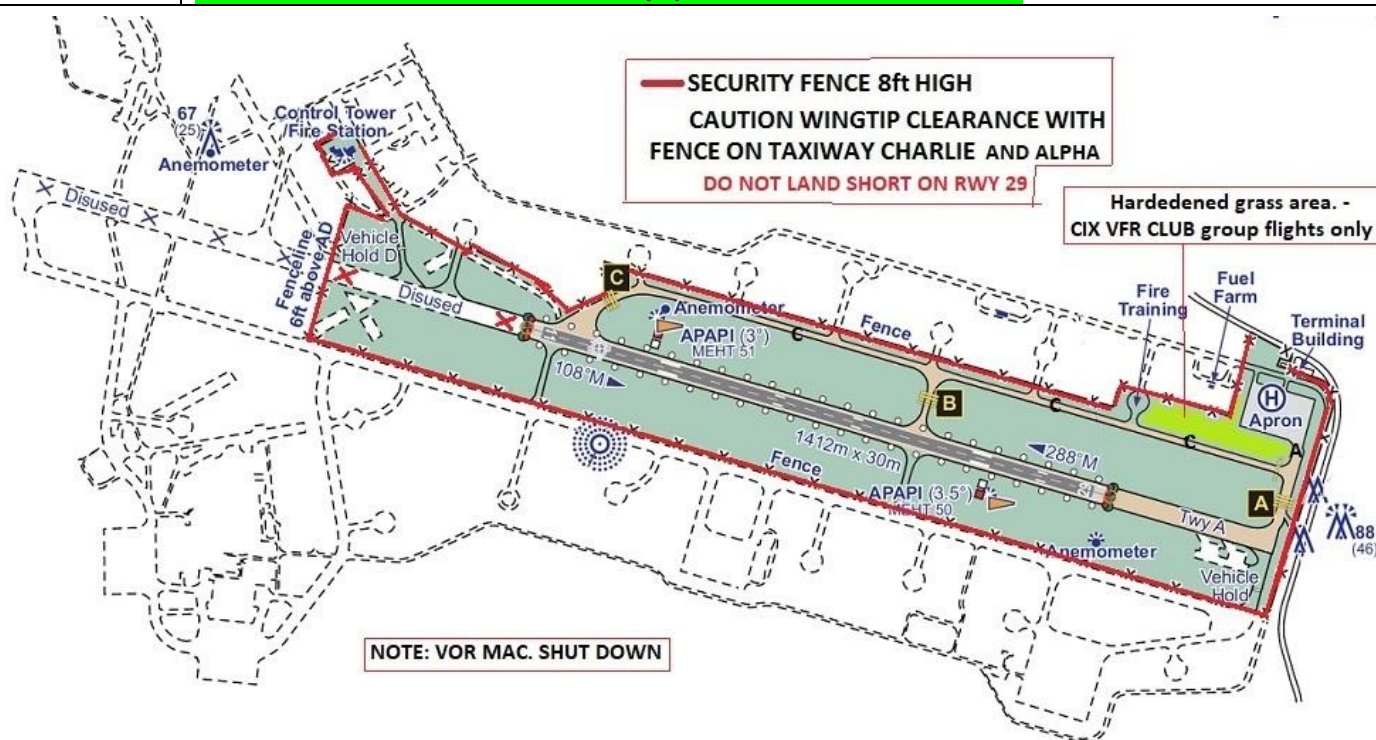 SECURITY FENCE 8ft HIGH
CAUTION WINGTIP CLEARANCE WITH
FENCE ON TAXIWAY CHARLIE AND ALPHA
DO NOT LAND SHORT ON RWY 29
Hardedened grass area. -
CIX VFR CLUB group flights only
67
(25)
Anemometer
Control Tower
/Fire Station
Disused
Vehicle
Hold D
Fenceline
6ft above AD
Disused
C
Anemometer
APAPI (3°)
MEHT 51
C
Fence
Fire
Training
Fuel
Farm
Terminal
Building
H
Apron
108°M
B
C
C
A
1412m x 30m
288°M
Fence
APAPI (3.5°)
MEHT 50
A
Twy A
88
(46)
Anemometer
Vehicle
Hold
NOTE: VOR MAC. SHUT DOWN